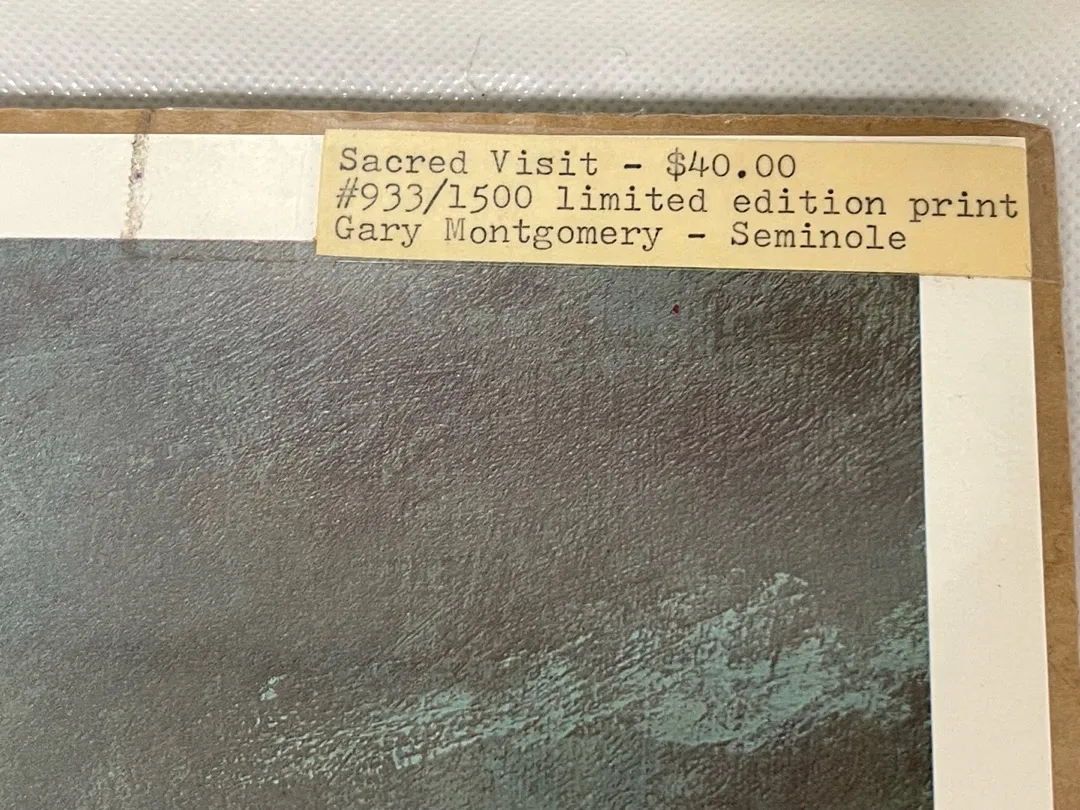 Sacred Visit - $40.00
#933/1500 limited edition print
Gary Montgomery - Seminole